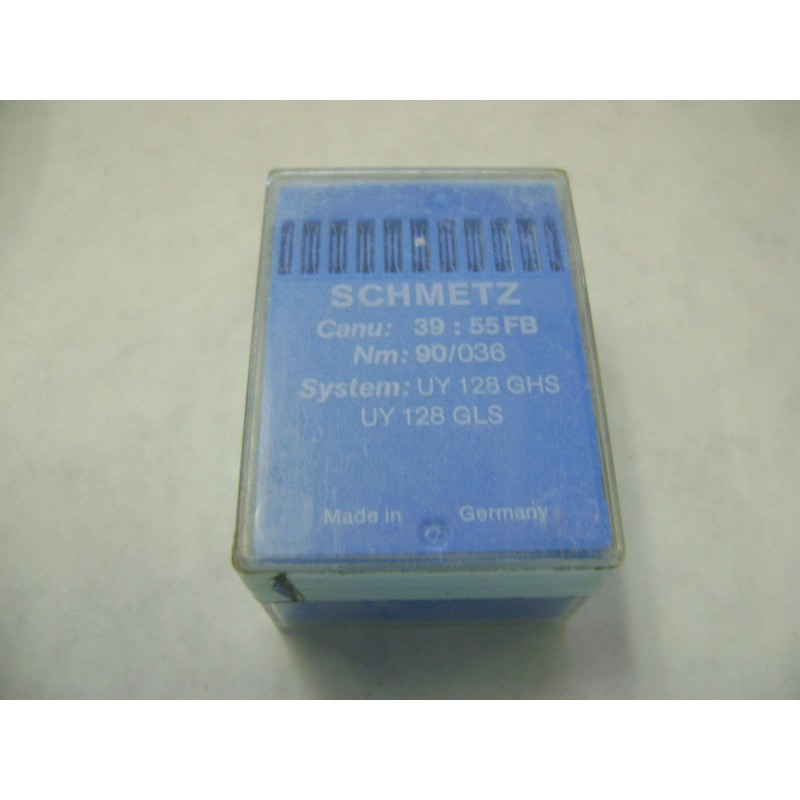 SCHMETZ
Canu: 39 : 55 FB
Nm: 90/036
System: UY 128 GHS
UY 128 GLS
Made in Germany